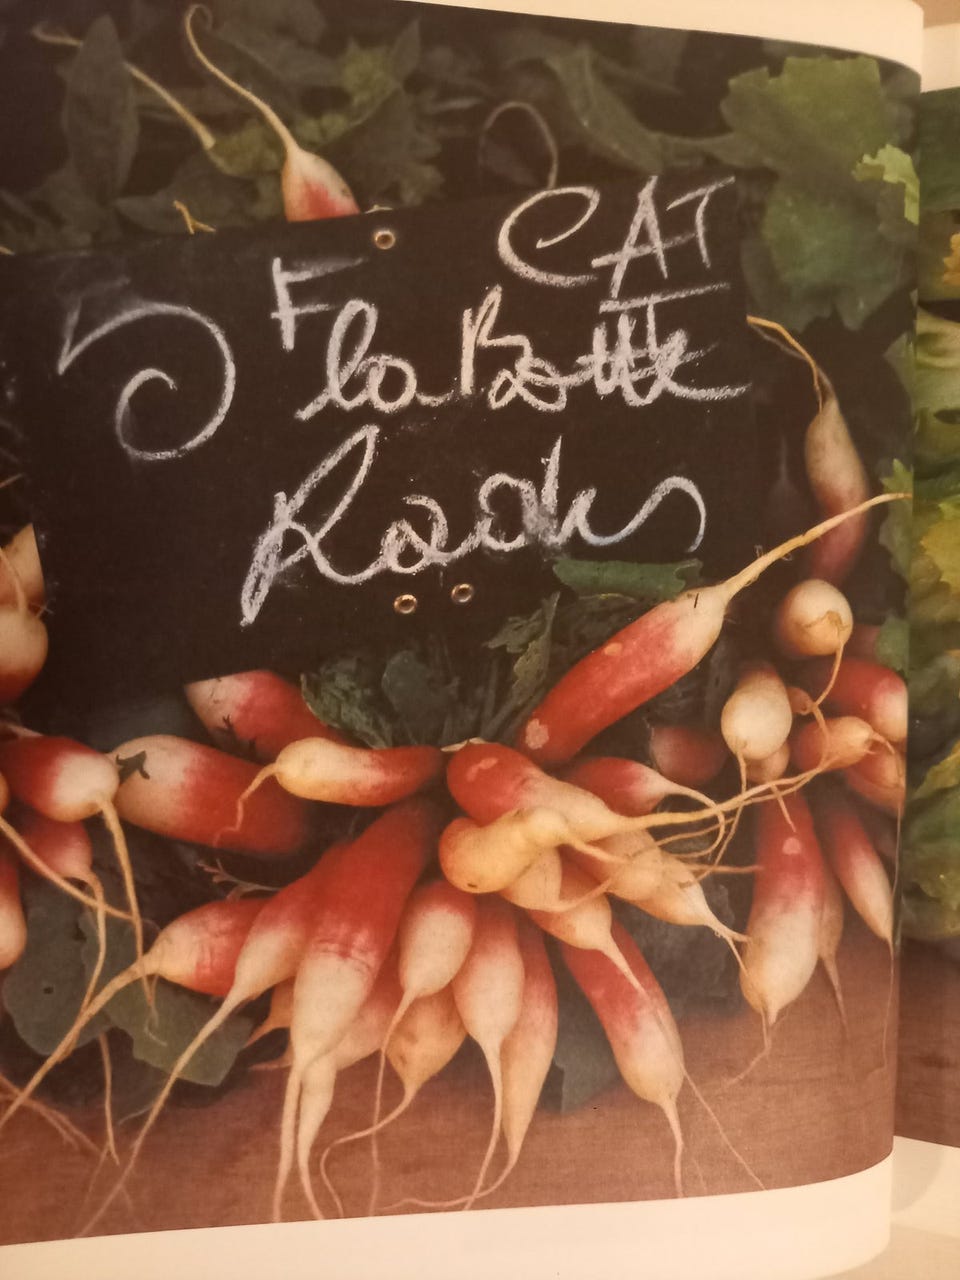 CAT I
5 F la Botte
Radis